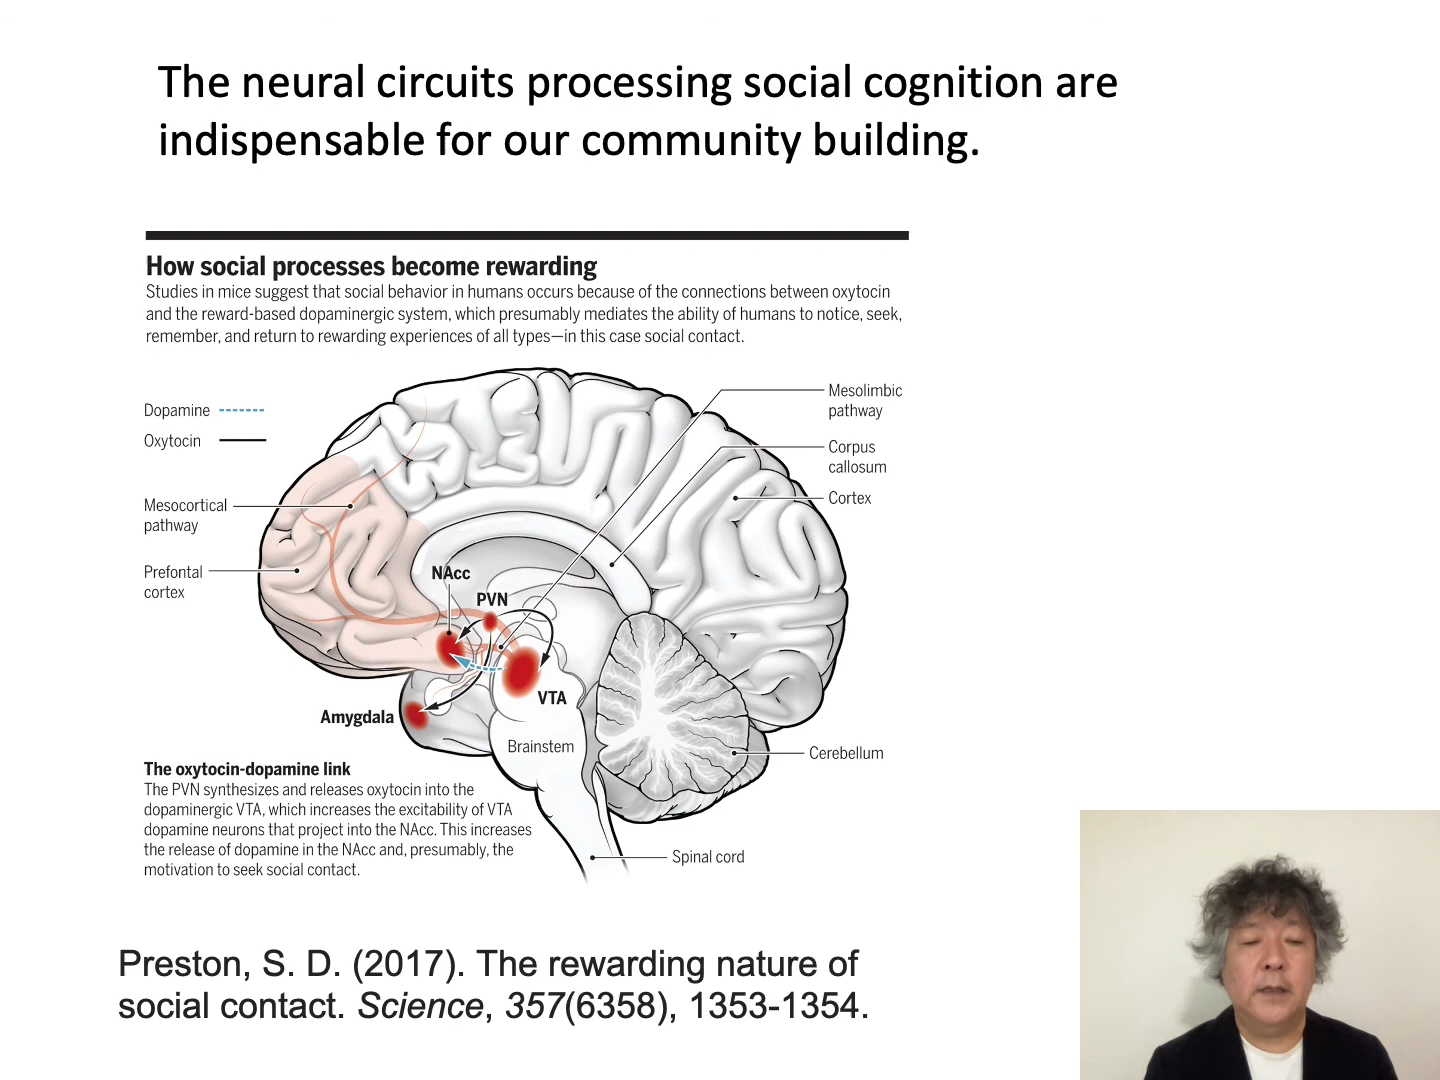 The neural circuits processing social cognition are
indispensable for our community building.
How social processes become rewarding
Studies in mice suggest that social behavior in humans occurs because of the connections between oxytocin
and the reward-based dopaminergic system, which presumably mediates the ability of humans to notice, seek,
remember, and return to rewarding experiences of all types—in this case social contact.
Dopamine
Oxytocin
Mesocortical
pathway
Prefontal
cortex
Mesolimbic
pathway
Corpus
callosum
Cortex
NAcc
PVN
VTA
Amygdala
Brainstem
Cerebellum
Spinal cord
The oxytocin-dopamine link
The PVN synthesizes and releases oxytocin into the
dopaminergic VTA, which increases the excitability of VTA
dopamine neurons that project into the NAcc. This increases
the release of dopamine in the NAcc and, presumably, the
motivation to seek social contact.
Preston, S. D. (2017). The rewarding nature of
social contact. Science, 357(6358), 1353-1354.